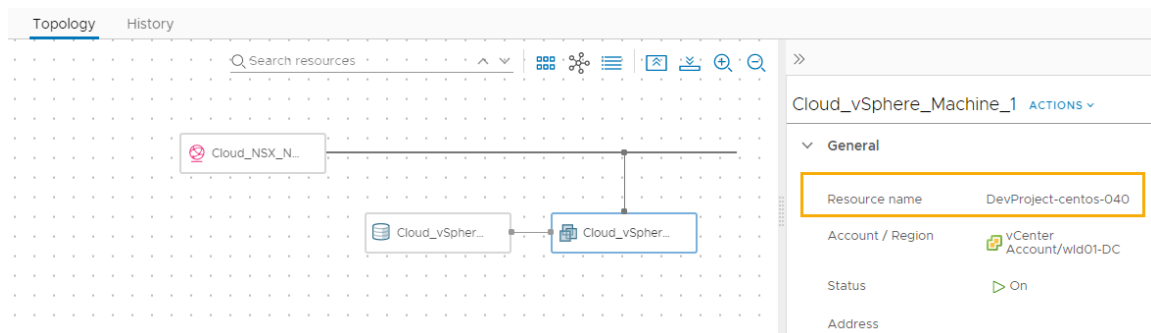 Topology History
Search resources
Cloud_vSphere_Machine_1 ACTIONS
General
Cloud_NSX_N...
Resource name DevProject-centos-040
Cloud_vSpher... Cloud_vSpher...
Account / Region vCenter
Account/wld01-DC
Status On
Address